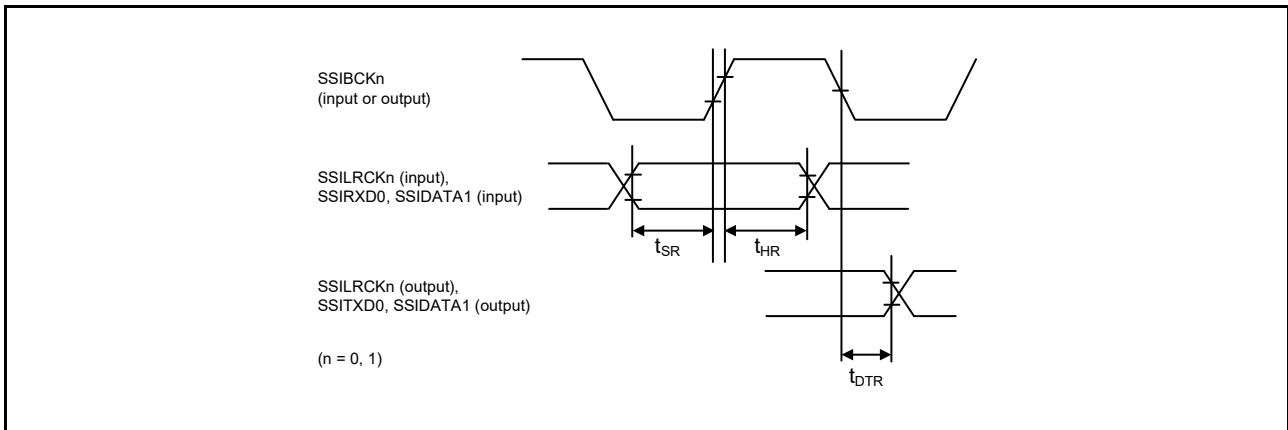 SSIBCKn
(input or output)
SSILRCKn (input),
SSIRXD0, SSIDATA1 (input)
tSR
tHR
SSILRCKn (output),
SSITXD0, SSIDATA1 (output)
(n = 0, 1)
tDTR